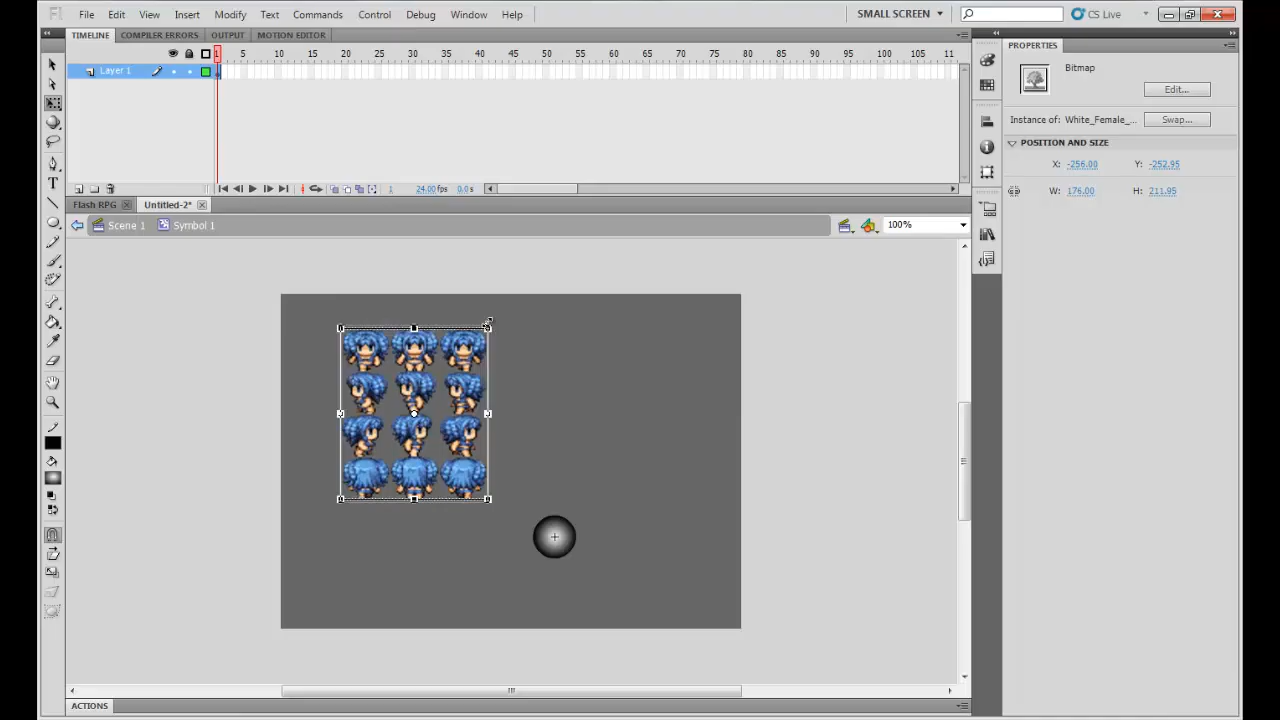 Fl File Edit View Insert Modify Text Commands Control Debug Window Help SMALL SCREEN CS Live
TIMELINE COMPILER ERRORS OUTPUT MOTION EDITOR
1 5 10 15 20 25 30 35 40 45 50 55 60 65 70 75 80 85 90 95 100 105 11
Layer 1
1 24.00fps 0.0s
Flash RPG Untitled-2*
Scene 1 Symbol 1 100%
ACTIONS
PROPERTIES
Bitmap
Edit...
Instance of: White_Female_... Swap...
POSITION AND SIZE
X: -256.00 Y: -252.95
W: 176.00 H: 211.95